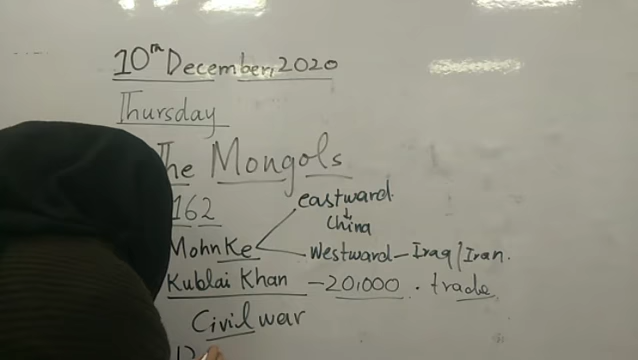 10th December, 2020
Thursday
The Mongols
162
eastward
China
Mohnke
Westward - Iraq/Iran.
Kublai Khan - 20,000 . trade
Civil war